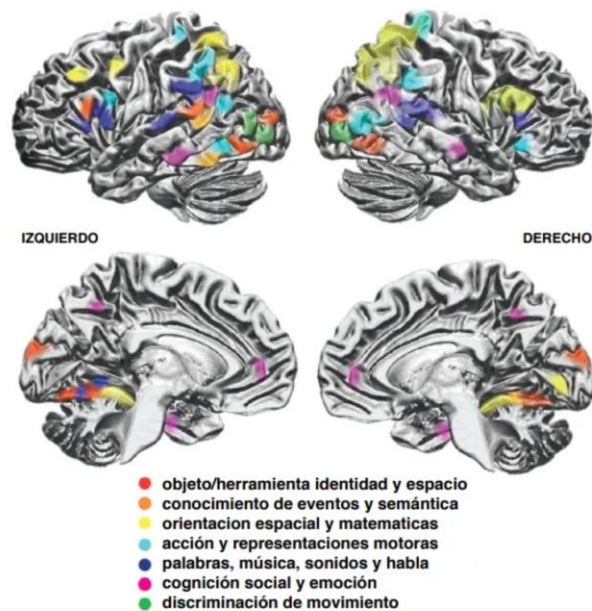 IZQUIERDO
DERECHO
objeto/herramienta identidad y espacio
conocimiento de eventos y semántica
orientacion espacial y matematicas
acción y representaciones motoras
palabras, música, sonidos y habla
cognición social y emoción
discriminación de movimiento